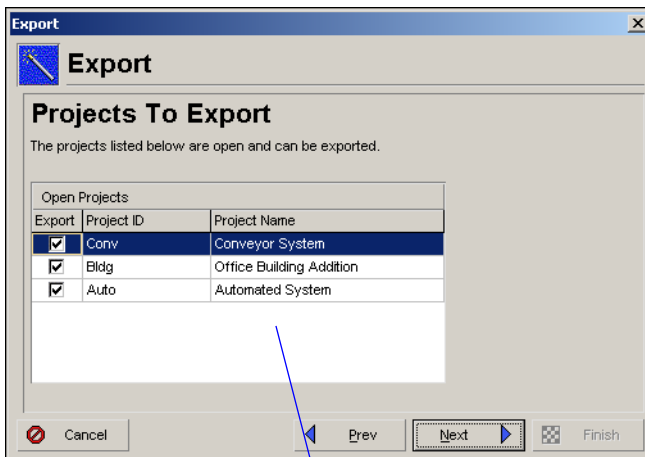 Export
Export
Projects To Export
The projects listed below are open and can be exported.
Open Projects
Export Project ID Project Name
Conv Conveyor System
Bldg Office Building Addition
Auto Automated System
Cancel Prev Next Finish